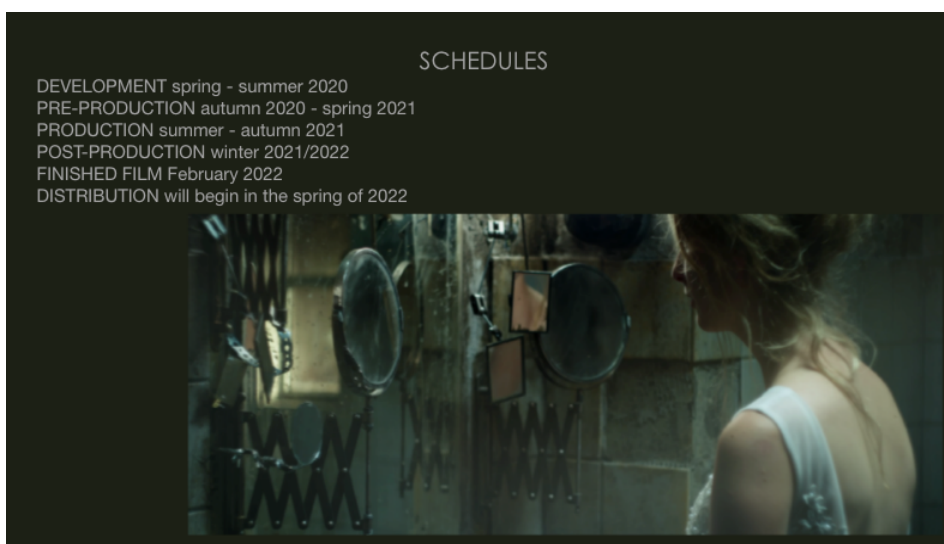 SCHEDULES
DEVELOPMENT spring - summer 2020
PRE-PRODUCTION autumn 2020 - spring 2021
PRODUCTION summer - autumn 2021
POST-PRODUCTION winter 2021/2022
FINISHED FILM February 2022
DISTRIBUTION will begin in the spring of 2022